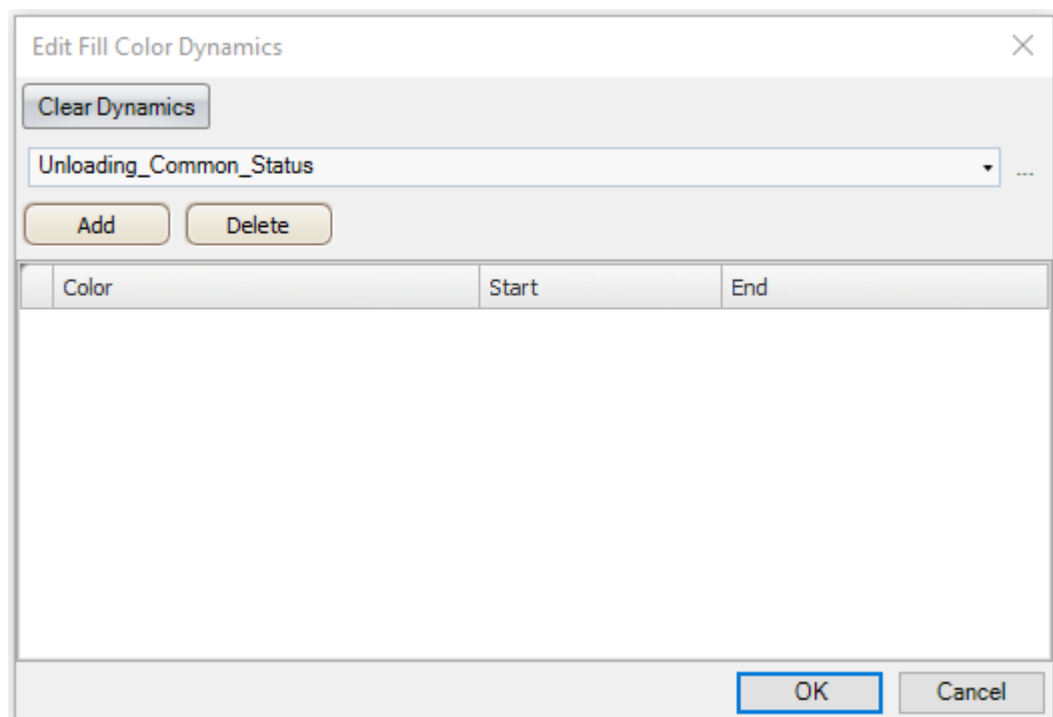 Edit Fill Color Dynamics
Clear Dynamics
Unloading_Common_Status
...
Add Delete
Color Start End
OK Cancel